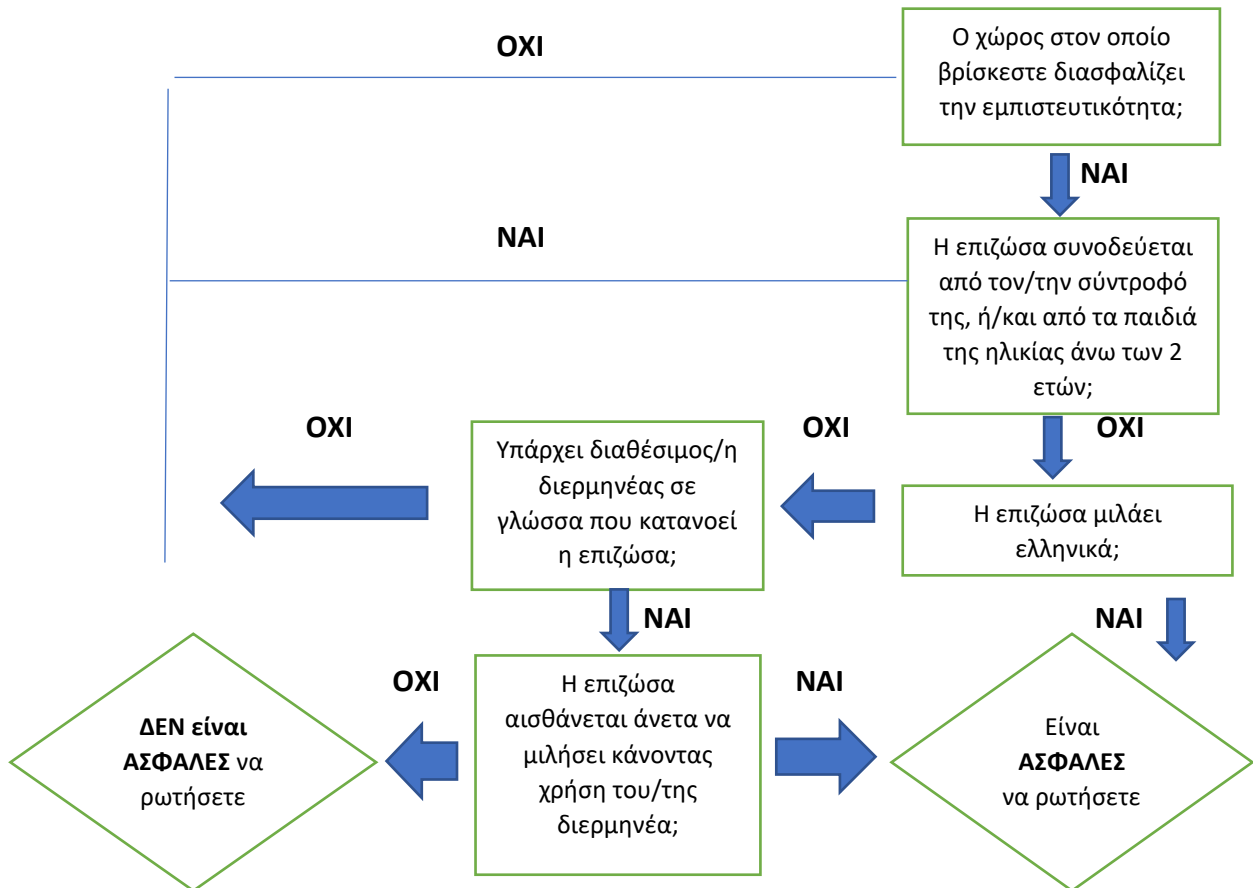 ΟΧΙ
Ο χώρος στον οποίο
βρίσκεστε διασφαλίζει
την εμπιστευτικότητα;
ΝΑΙ
ΝΑΙ
Η επιζώσα συνοδεύεται
από τον/την σύντροφό
της, ή/και από τα παιδιά
της ηλικίας άνω των 2
ετών;
ΟΧΙ
ΟΧΙ
ΟΧΙ
Υπάρχει διαθέσιμος/η
διερμηνέας σε
γλώσσα που κατανοεί
η επιζώσα;
Η επιζώσα μιλάει
ελληνικά;
ΝΑΙ
ΝΑΙ
ΟΧΙ
Η επιζώσα
αισθάνεται άνετα να
μιλήσει κάνοντας
χρήση του/της
διερμηνέα;
ΝΑΙ
ΔΕΝ είναι
ΑΣΦΑΛΕΣ να
ρωτήσετε
Είναι
ΑΣΦΑΛΕΣ
να ρωτήσετε